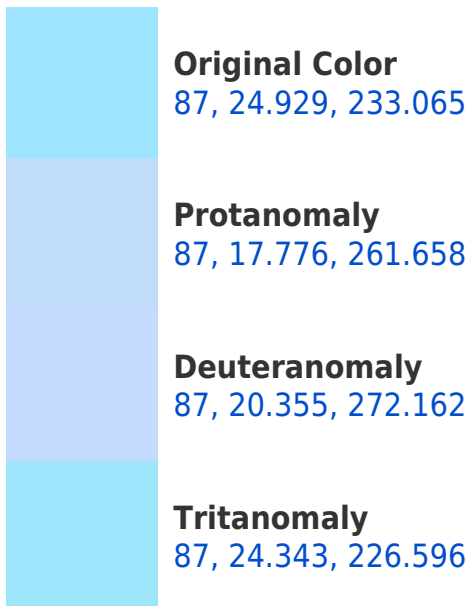 Original Color
87, 24.929, 233.065
Protanomaly
87, 17.776, 261.658
Deuteranomaly
87, 20.355, 272.162
Tritanomaly
87, 24.343, 226.596